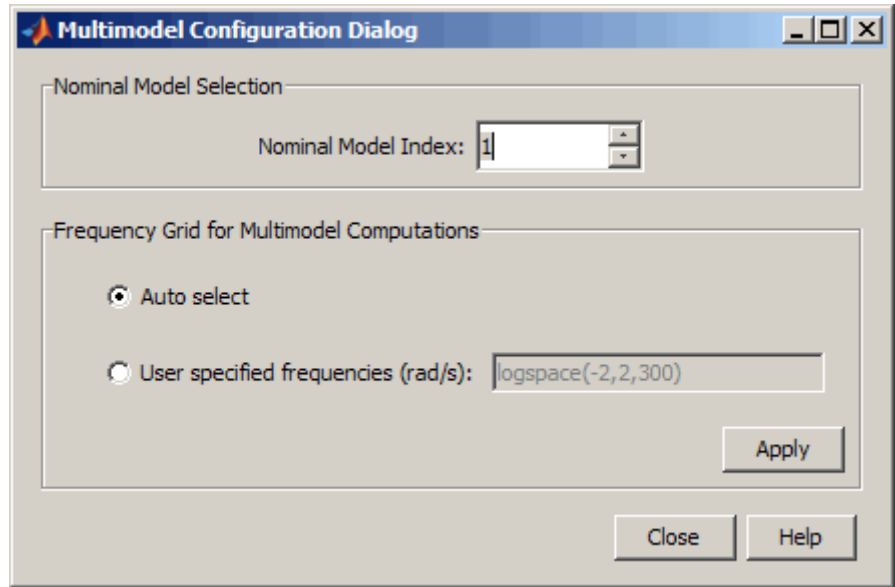 Multimodel Configuration Dialog
Nominal Model Selection
Nominal Model Index: 1
Frequency Grid for Multimodel Computations
Auto select
User specified frequencies (rad/s): logspace(-2,2,300)
Apply
Close Help